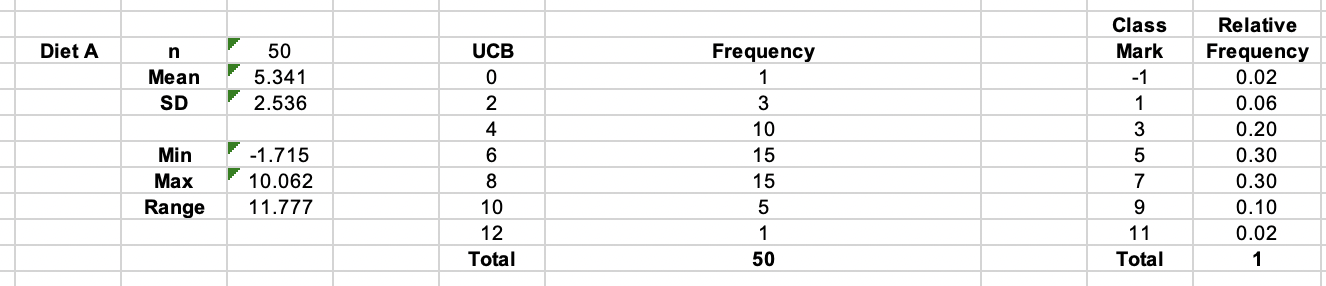 Class Relative
Diet A n 50 UCB Frequency Mark Frequency
Mean 5.341 0 1 -1 0.02
SD 2.536 2 3 1 0.06
4 10 3 0.20
Min -1.715 6 15 5 0.30
Max 10.062 8 15 7 0.30
Range 11.777 10 5 9 0.10
12 1 11 0.02
Total 50 Total 1